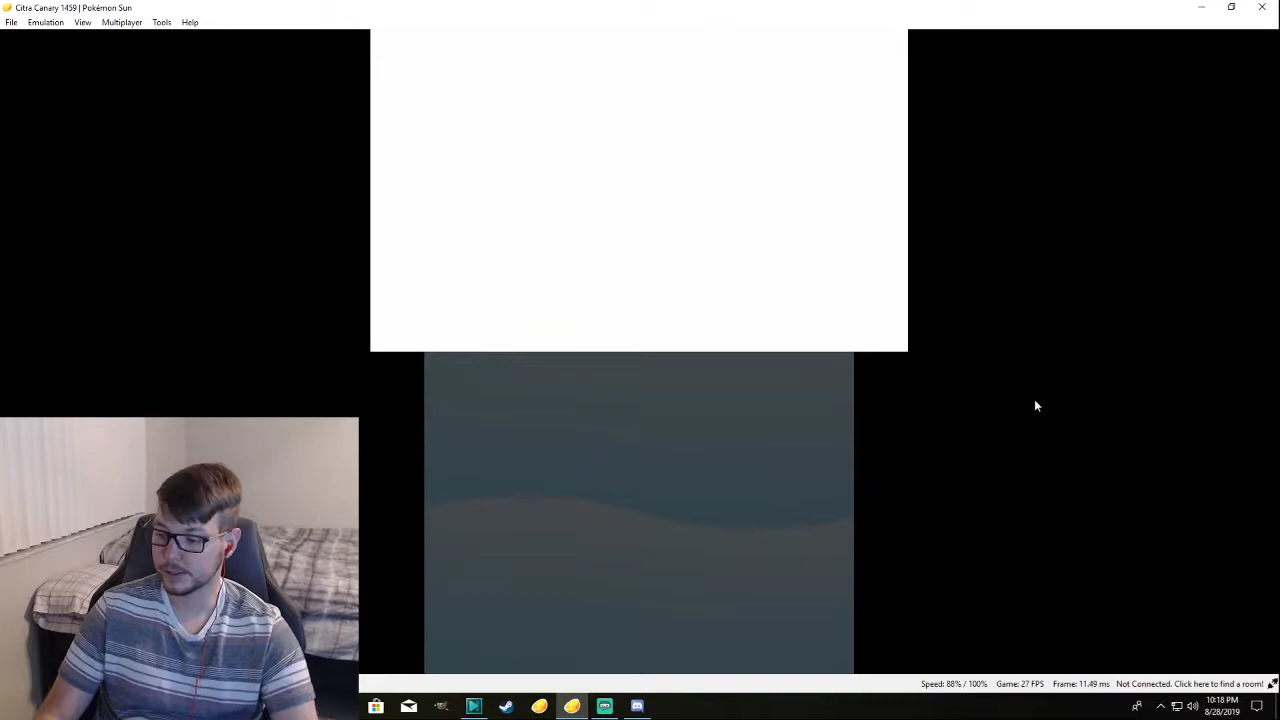 Citra Canary 1459 | Pokémon Sun
File Emulation View Multiplayer Tools Help
Speed: 88% / 100% Game: 27 FPS Frame: 11.49 ms Not Connected. Click here to find a room!
10:18 PM
8/28/2019